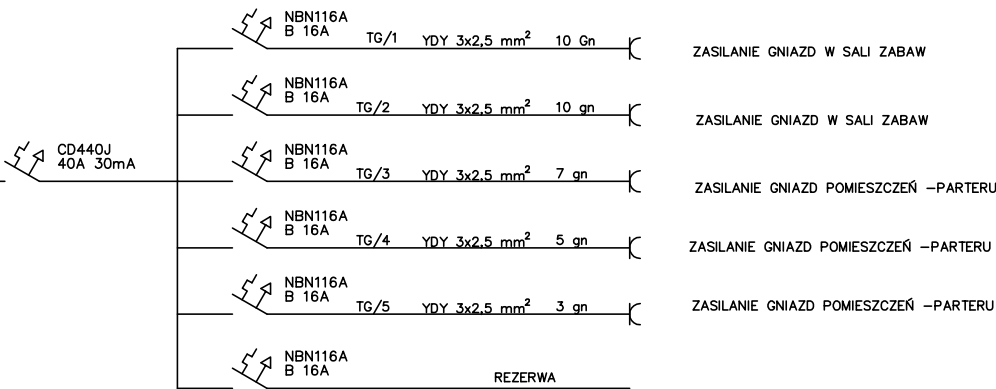 NBN116A
B 16A
TG/1 YDY 3x2,5 mm² 10 Gn
ZASILANIE GNIAZD W SALI ZABAW
NBN116A
B 16A
TG/2 YDY 3x2,5 mm² 10 gn
ZASILANIE GNIAZD W SALI ZABAW
CD440J
40A 30mA
NBN116A
B 16A
TG/3 YDY 3x2,5 mm² 7 gn
ZASILANIE GNIAZD POMIESZCZEŃ –PARTERU
NBN116A
B 16A
TG/4 YDY 3x2,5 mm² 5 gn
ZASILANIE GNIAZD POMIESZCZEŃ –PARTERU
NBN116A
B 16A
TG/5 YDY 3x2,5 mm² 3 gn
ZASILANIE GNIAZD POMIESZCZEŃ –PARTERU
NBN116A
B 16A
REZERWA